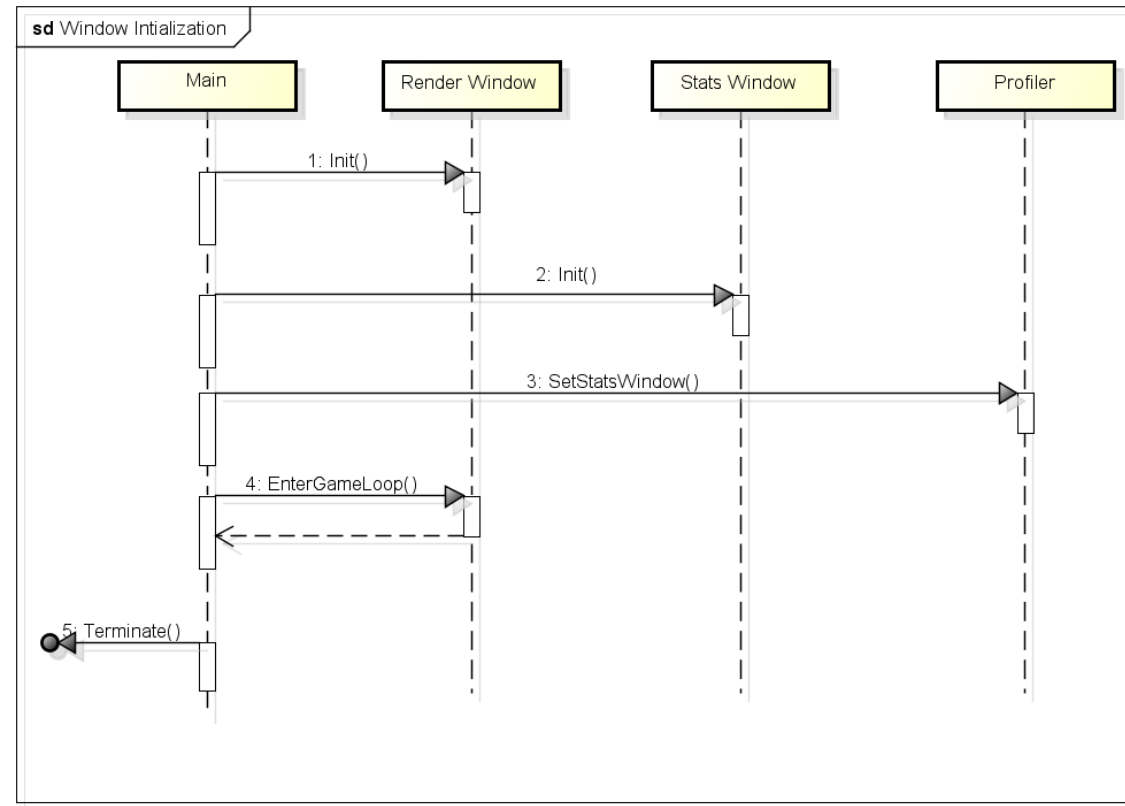 sd Window Intialization
Main
Render Window
Stats Window
Profiler
1: Init()
2: Init()
3: SetStatsWindow()
4: EnterGameLoop()
5: Terminate()